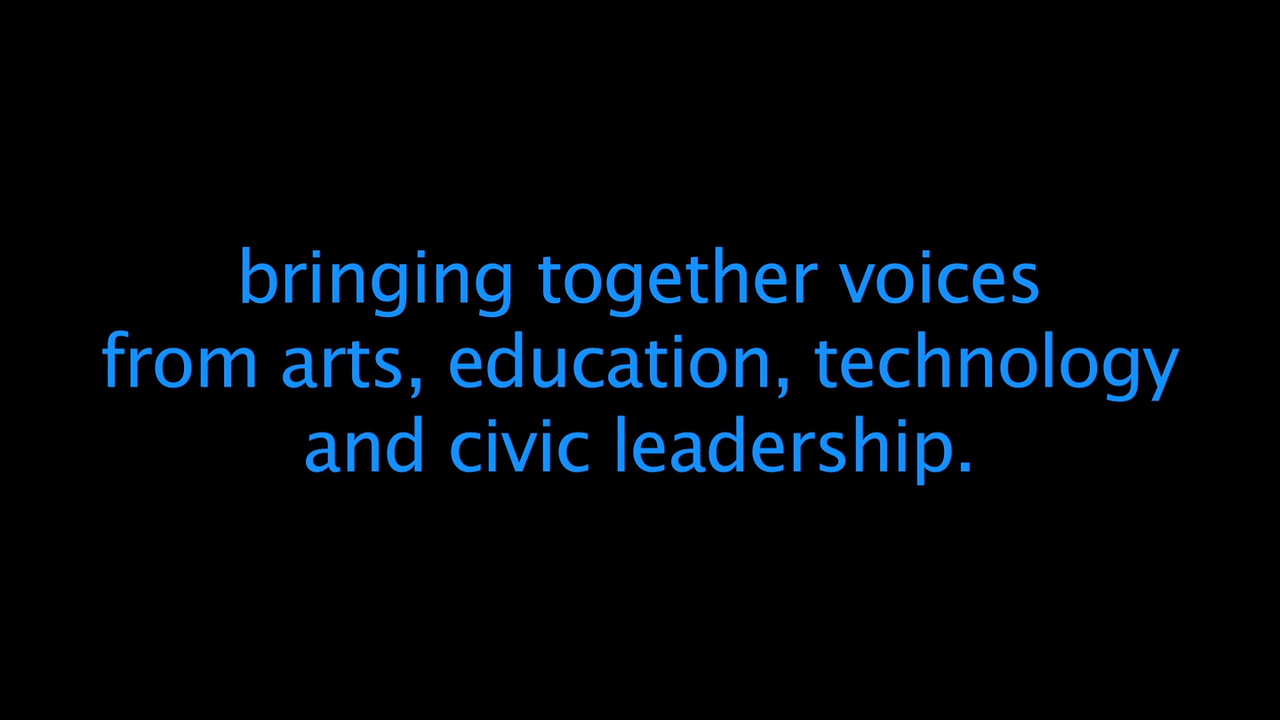 bringing together voices
from arts, education, technology
and civic leadership.